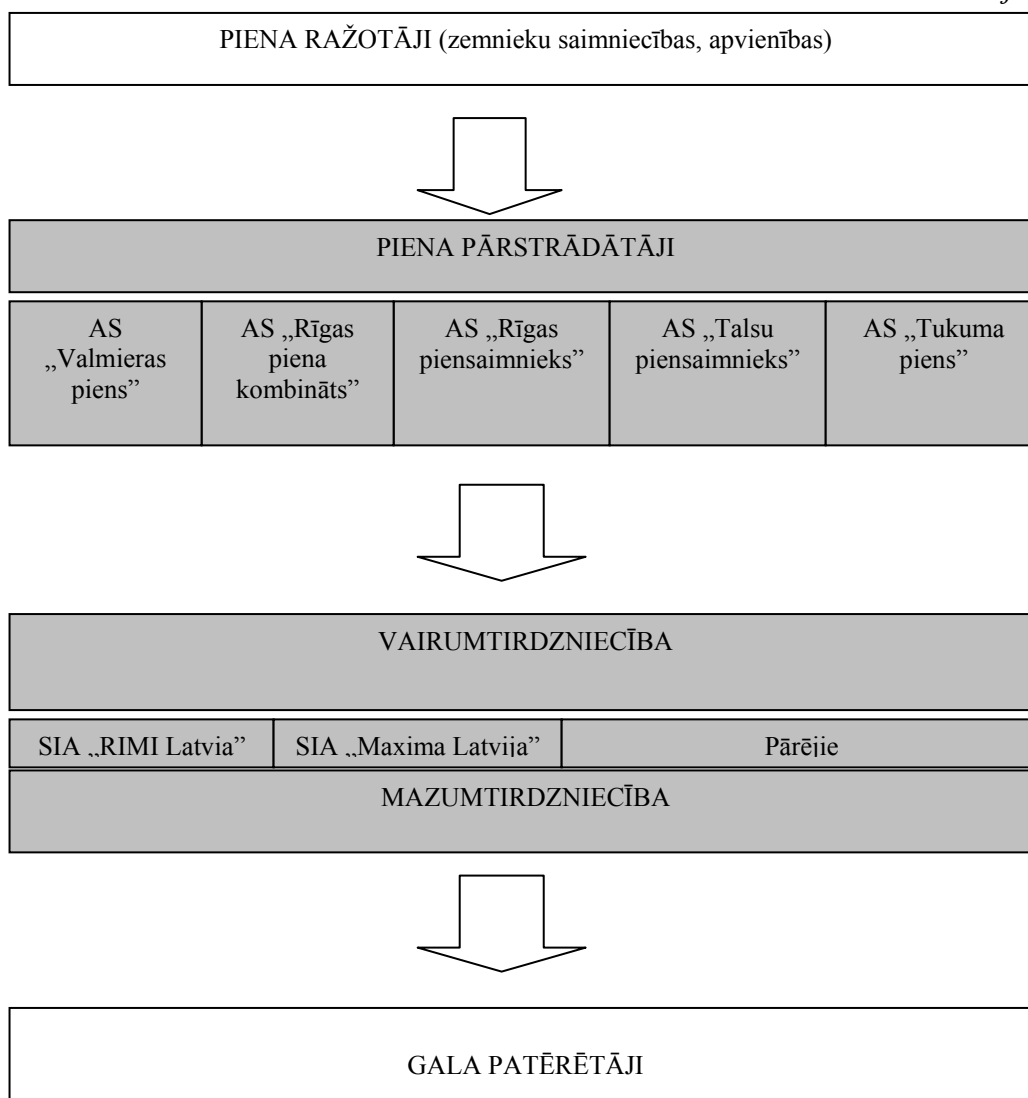 PIENA RAŽOTĀJI (zemnieku saimniecības, apvienības)
PIENA PĀRSTRĀDĀTĀJI
AS
„Valmieras
piens”
AS „Rīgas
piena
kombināts”
AS „Rīgas
piensaimnieks”
AS „Talsu
piensaimnieks”
AS „Tukuma
piens”
VAIRUMTIRDZNIECĪBA
SIA „RIMI Latvia”
SIA „Maxima Latvija”
Pārējie
MAZUMTIRDZNIECĪBA
GALA PATĒRĒTĀJI